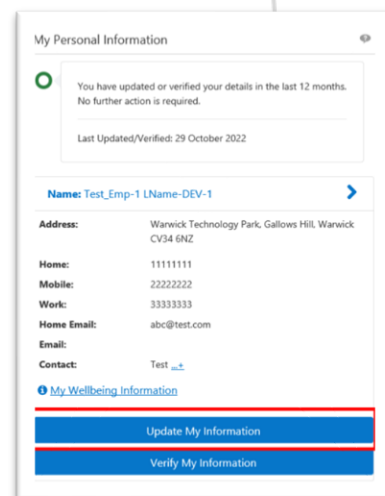 My Personal Information
You have updated or verified your details in the last 12 months.
No further action is required.
Last Updated/Verified: 29 October 2022
Name: Test_Emp-1 LName-DEV-1
Address: Warwick Technology Park, Gallows Hill, Warwick
CV34 6NZ
Home: 11111111
Mobile: 22222222
Work: 33333333
Home Email: abc@test.com
Email:
Contact: Test ...+
My Wellbeing Information
Update My Information
Verify My Information